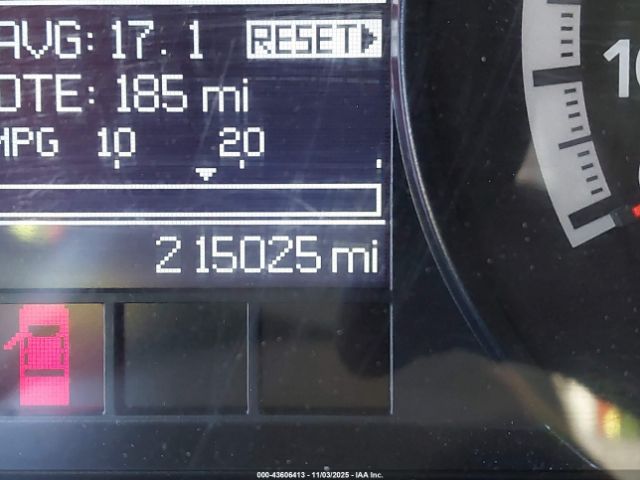 AVG: 17.1 RESET
DTE: 185 mi
MPG 10 20
215025 mi
10
000-43606413 - 11/03/2025 - IAA Inc.